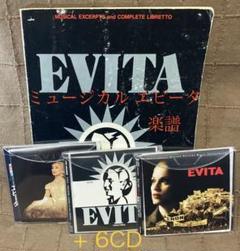 MUSICAL EXCERPTS and COMPLETE LIBRETTO
EVITA
ミュージカル エビータ
楽譜
EVITA
EVITA
+ 6CD